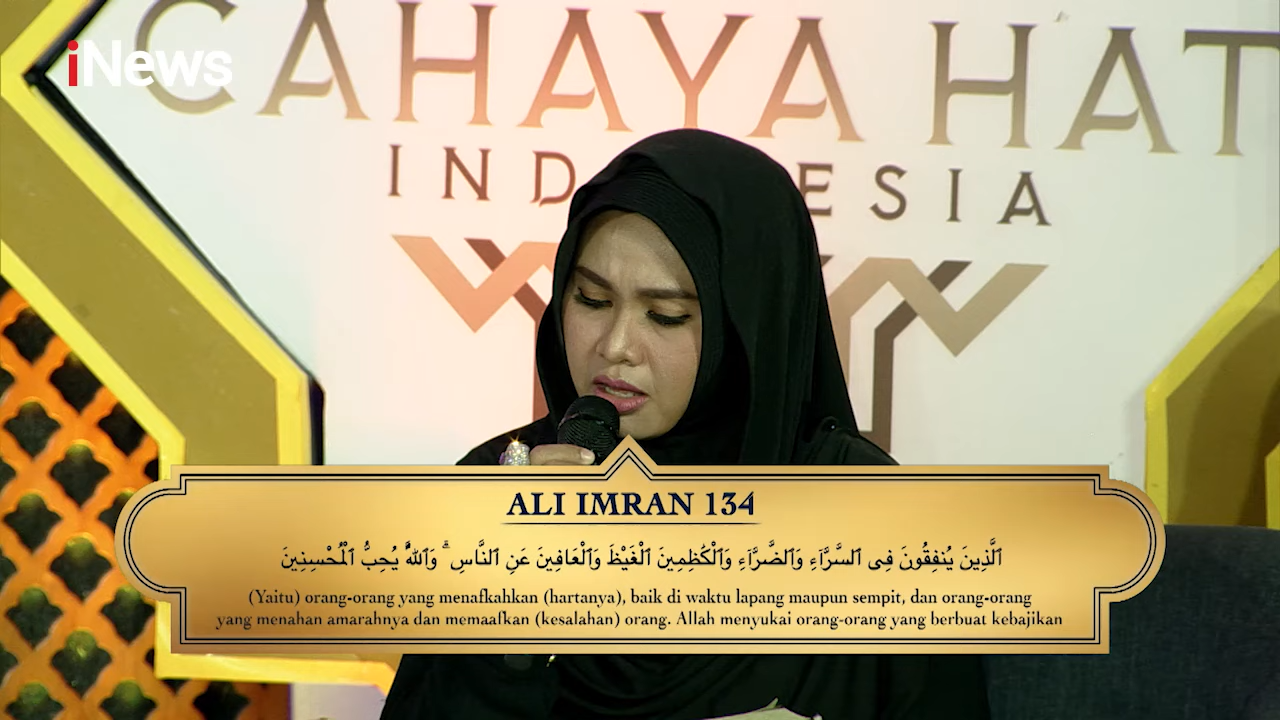 iNews
CAHAYA HAT
IND ESIA
ALI IMRAN 134
الَّذِينَ يُنفِقُونَ فِى ٱلسَّرَّآءِ وَٱلضَّرَّآءِ وَٱلْكَٰظِمِينَ ٱلْغَيْظَ وَٱلْعَافِينَ عَنِ ٱلنَّاسِ ۗ وَٱللَّهُ يُحِبُّ ٱلْمُحْسِنِينَ
(Yaitu) orang-orang yang menafkahkan (hartanya), baik di waktu lapang maupun sempit, dan orang-orang
yang menahan amarahnya dan memaafkan (kesalahan) orang. Allah menyukai orang-orang yang berbuat kebajikan